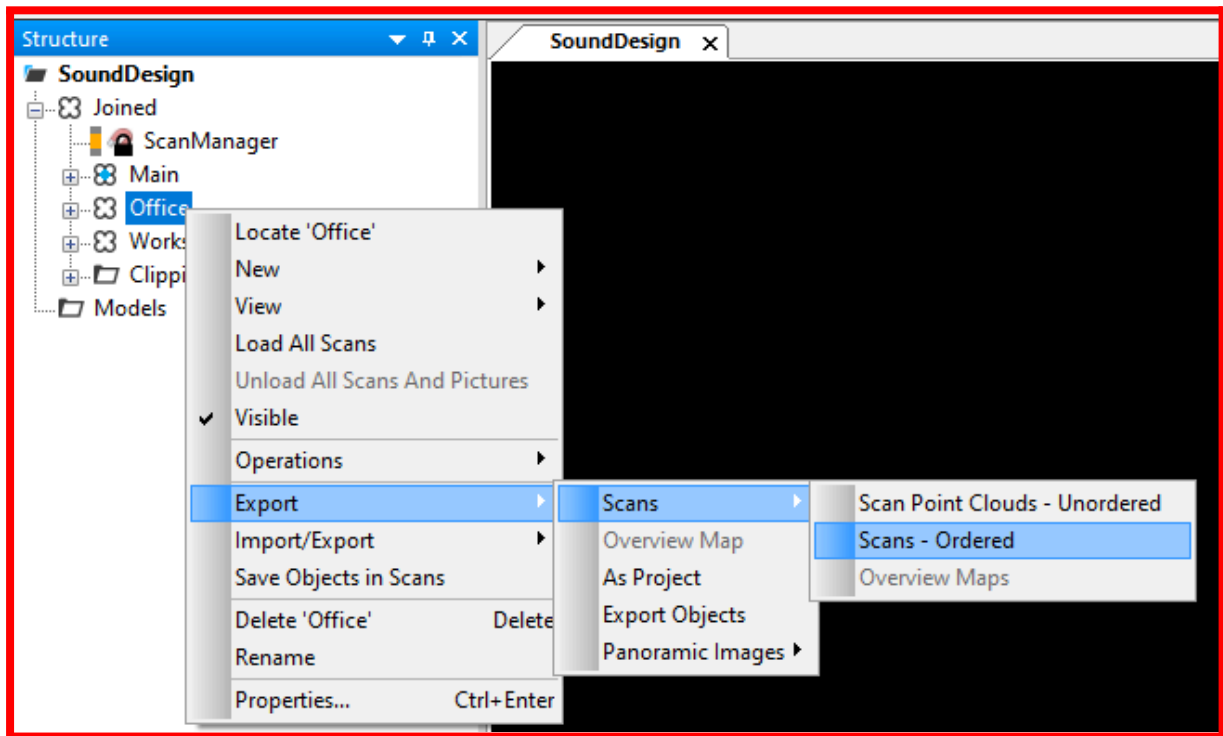 Structure
SoundDesign
SoundDesign
Joined
ScanManager
Main
Office
Works
Clippi
Models
Locate 'Office'
New
View
Load All Scans
Unload All Scans And Pictures
Visible
Operations
Export
Import/Export
Save Objects in Scans
Delete 'Office' Delete
Rename
Properties... Ctrl+Enter
Scans
Overview Map
As Project
Export Objects
Panoramic Images
Scan Point Clouds - Unordered
Scans - Ordered
Overview Maps